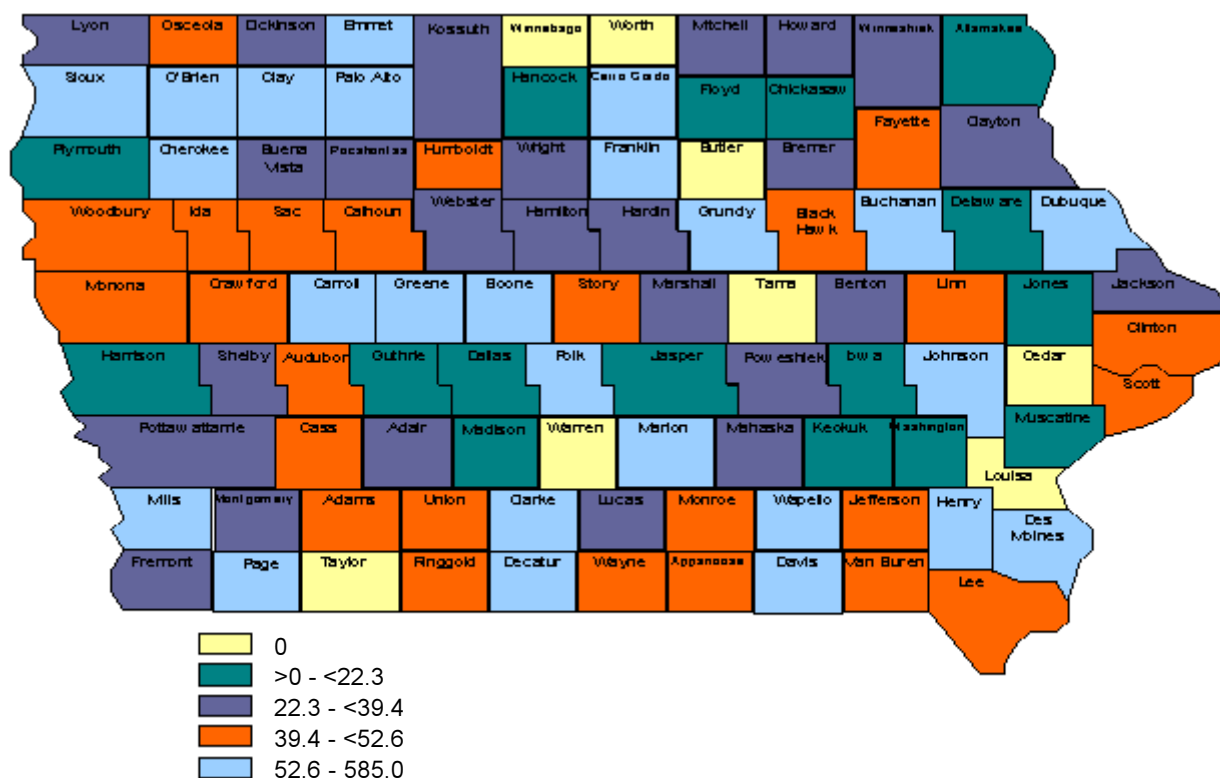 Lyon Osceola Dickinson Emmet Kossuth Winnebago Worth Mitchell Howard Winneshiek Allamakee
Sioux O'Brien Clay Palo Alto Hancock Cerro Gordo Floyd Chickasaw
Fayette Clayton
Plymouth Cherokee Buena Pocahontas Humboldt Wright Franklin Butler Bremer
Vista
Woodbury Ida Sac Calhoun Webster Hamilton Hardin Grundy Black Buchanan Delaware Dubuque
Hawk
Monona Crawford Carroll Greene Boone Story Marshall Tama Benton Linn Jones Jackson
Clinton
Harrison Shelby Audubon Guthrie Dallas Polk Jasper Poweshiek Iowa Johnson Cedar
Scott
Pottawattamie Cass Adair Madison Warren Marion Mahaska Keokuk Washington Muscatine
Louisa
Mills Montgomery Adams Union Clarke Lucas Monroe Wapello Jefferson Henry
Des
Moines
Fremont Page Taylor Ringgold Decatur Wayne Appanoose Davis Van Buren
Lee
0
>0 - <22.3
22.3 - <39.4
39.4 - <52.6
52.6 - 585.0